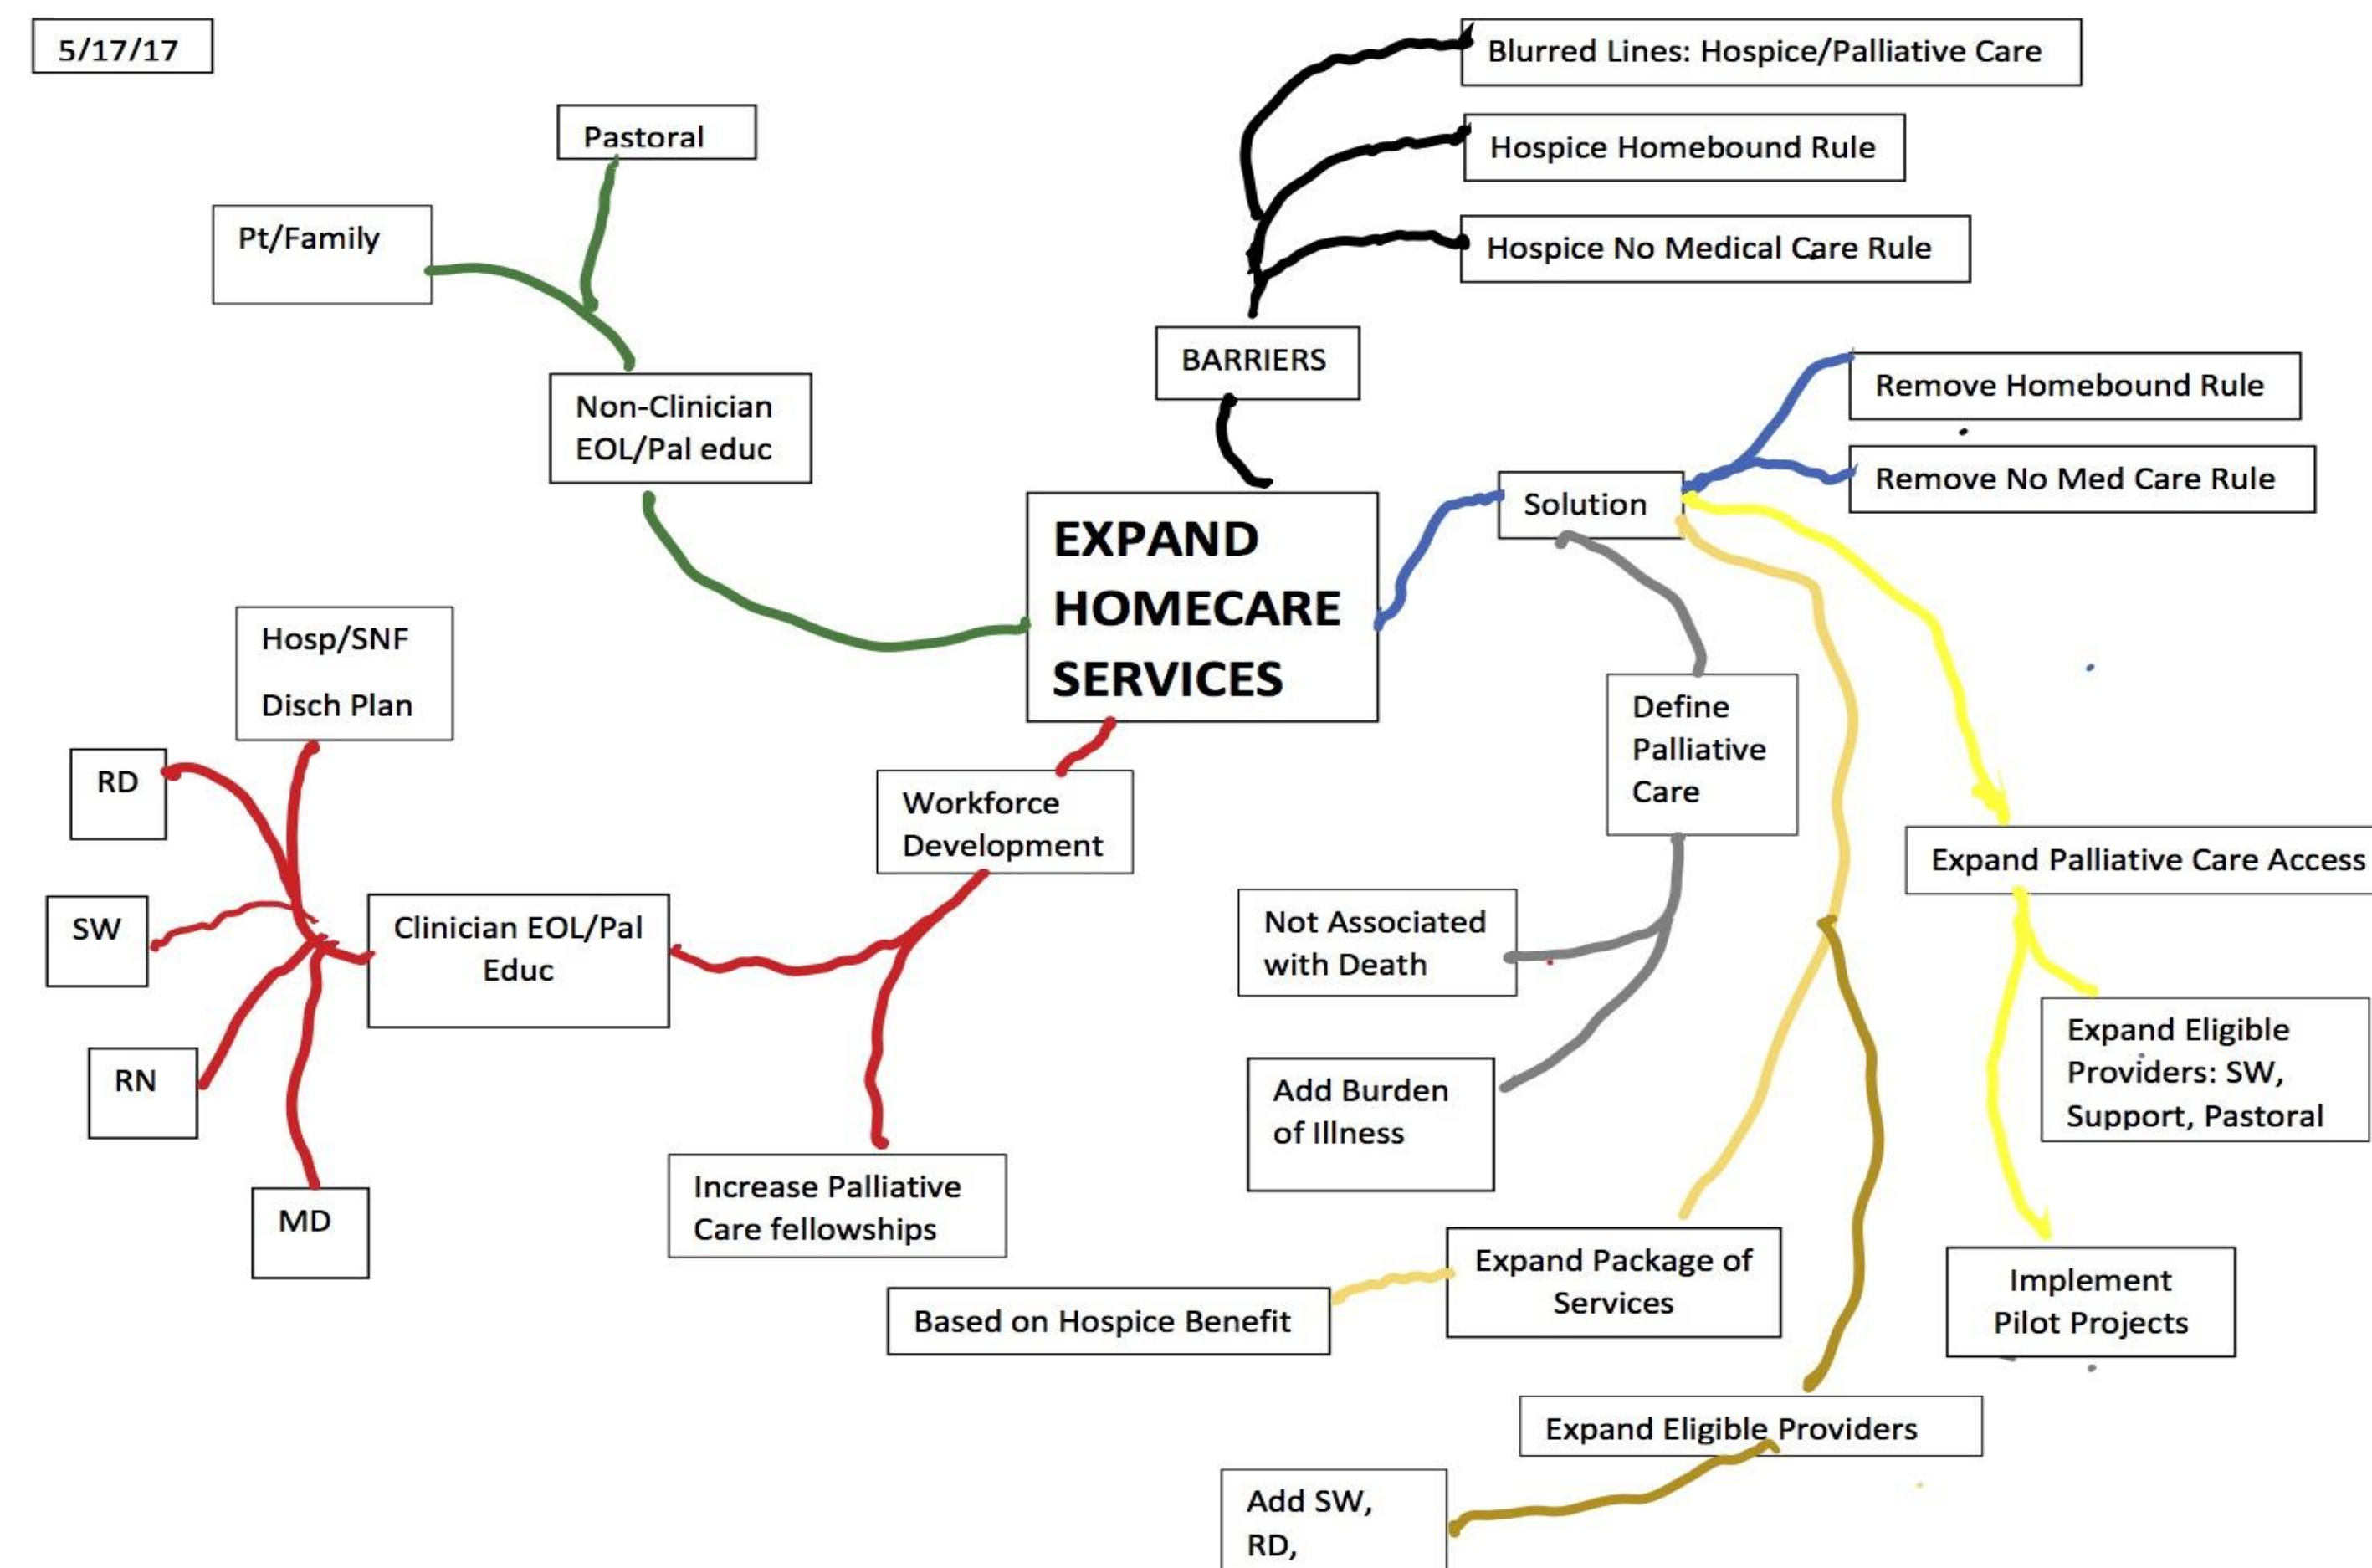 5/17/17
Blurred Lines: Hospice/Palliative Care
Pastoral
Hospice Homebound Rule
Pt/Family
Hospice No Medical Care Rule
BARRIERS
Remove Homebound Rule
Non-Clinician
EOL/Pal educ
Remove No Med Care Rule
Solution
EXPAND
HOMECARE
SERVICES
Hosp/SNF
Disch Plan
Define
Palliative
Care
RD
Workforce
Development
Expand Palliative Care Access
SW
Clinician EOL/Pal
Educ
Not Associated
with Death
Expand Eligible
Providers: SW,
Support, Pastoral
RN
Add Burden
of Illness
MD
Increase Palliative
Care fellowships
Expand Package of
Services
Implement
Pilot Projects
Based on Hospice Benefit
Expand Eligible Providers
Add SW,
RD,